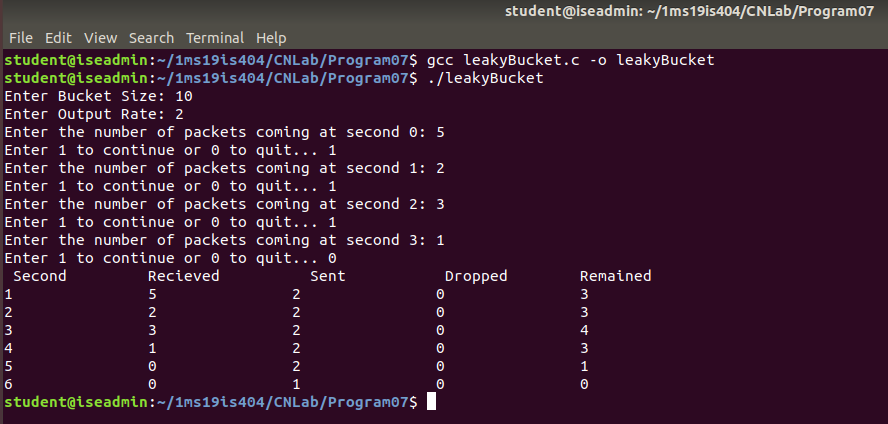 student@iseadmin: ~/1ms19is404/CNLab/Program07
File Edit View Search Terminal Help
student@iseadmin:~/1ms19is404/CNLab/Program07$ gcc leakyBucket.c -o leakyBucket
student@iseadmin:~/1ms19is404/CNLab/Program07$ ./leakyBucket
Enter Bucket Size: 10
Enter Output Rate: 2
Enter the number of packets coming at second 0: 5
Enter 1 to continue or 0 to quit... 1
Enter the number of packets coming at second 1: 2
Enter 1 to continue or 0 to quit... 1
Enter the number of packets coming at second 2: 3
Enter 1 to continue or 0 to quit... 1
Enter the number of packets coming at second 3: 1
Enter 1 to continue or 0 to quit... 0
Second Recieved Sent Dropped Remained
1 5 2 0 3
2 2 2 0 3
3 3 2 0 4
4 1 2 0 3
5 0 2 0 1
6 0 1 0 0
student@iseadmin:~/1ms19is404/CNLab/Program07$